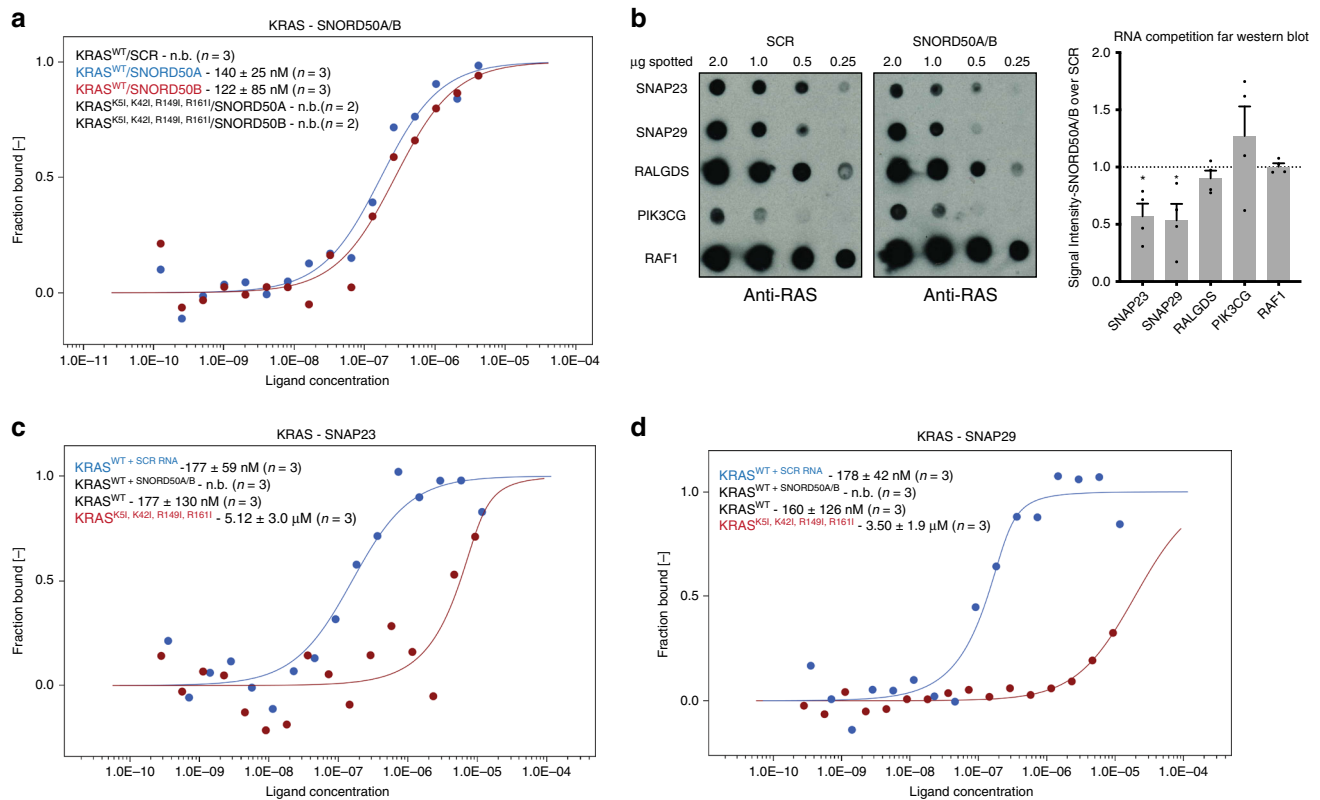 a
KRAS - SNORD50A/B
KRAS^WT/SCR - n.b. (n = 3)
KRAS^WT/SNORD50A - 140 ± 25 nM (n = 3)
KRAS^WT/SNORD50B - 122 ± 85 nM (n = 3)
KRAS^K5I, K42I, R149I, R161I/SNORD50A - n.b.(n = 2)
KRAS^K5I, K42I, R149I, R161I/SNORD50B - n.b.(n = 2)
Fraction bound [–]
1.0
0.5
0.0
1.0E–11 1.0E–10 1.0E–09 1.0E–08 1.0E–07 1.0E–06 1.0E–05 1.0E–04
Ligand concentration
b
SCR SNORD50A/B
µg spotted 2.0 1.0 0.5 0.25 2.0 1.0 0.5 0.25
SNAP23
SNAP29
RALGDS
PIK3CG
RAF1
Anti-RAS Anti-RAS
RNA competition far western blot
Signal Intensity-SNORD50A/B over SCR
2.0
1.5
1.0
0.5
0.0
* *
SNAP23 SNAP29 RALGDS PIK3CG RAF1
c
KRAS - SNAP23
KRAS^WT + SCR RNA -177 ± 59 nM (n = 3)
KRAS^WT + SNORD50A/B - n.b. (n = 3)
KRAS^WT - 177 ± 130 nM (n = 3)
KRAS^K5I, K42I, R149I, R161I - 5.12 ± 3.0 µM (n = 3)
Fraction bound [–]
1.0
0.5
0.0
1.0E–10 1.0E–09 1.0E–08 1.0E–07 1.0E–06 1.0E–05 1.0E–04
Ligand concentration
d
KRAS - SNAP29
KRAS^WT + SCR RNA - 178 ± 42 nM (n = 3)
KRAS^WT + SNORD50A/B - n.b. (n = 3)
KRAS^WT - 160 ± 126 nM (n = 3)
KRAS^K5I, K42I, R149I, R161I - 3.50 ± 1.9 µM (n = 3)
Fraction bound [–]
1.0
0.5
0.0
1.0E–10 1.0E–09 1.0E–08 1.0E–07 1.0E–06 1.0E–05 1.0E–04
Ligand concentration